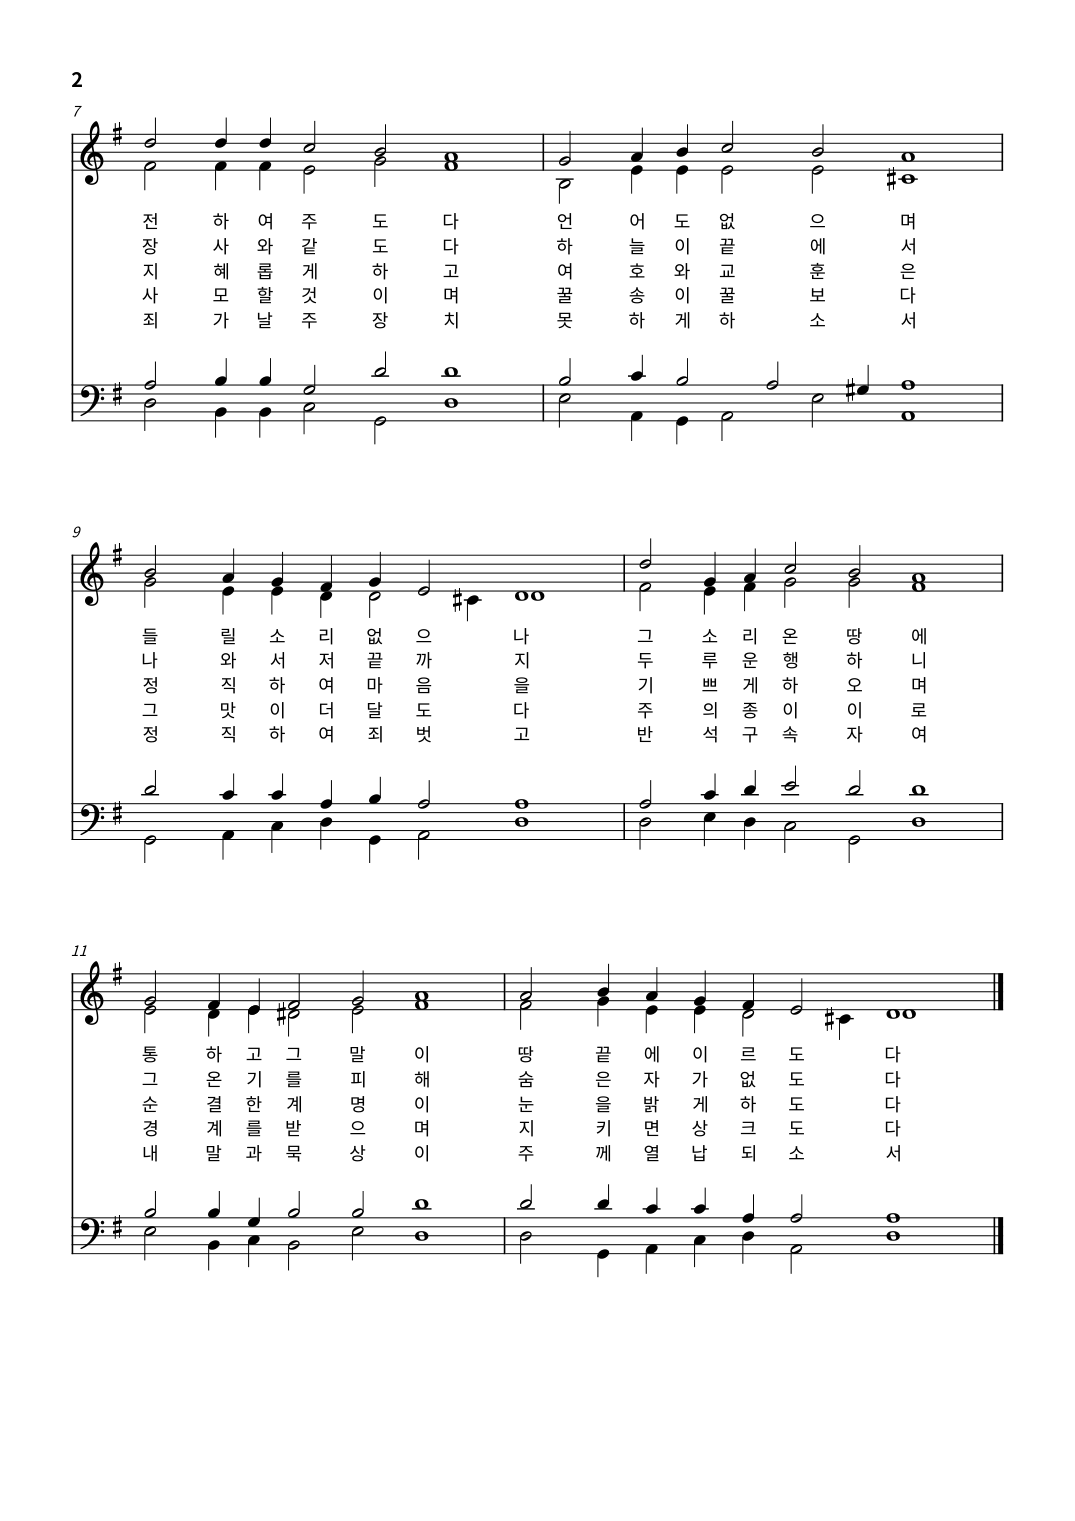 2
7
전 하 여 주 도 다 언 어 도 없 으 며
장 사 와 같 도 다 하 늘 이 끝 에 서
지 혜 롭 게 하 고 여 호 와 교 훈 은
사 모 할 것 이 며 꿀 송 이 꿀 보 다
죄 가 날 주 장 치 못 하 게 하 소 서
9
들 릴 소 리 없 으 나 그 소 리 온 땅 에
나 와 서 저 끝 까 지 두 루 운 행 하 니
정 직 하 여 마 음 을 기 쁘 게 하 오 며
그 맛 이 더 달 도 다 주 의 종 이 이 로
정 직 하 여 죄 벗 고 반 석 구 속 자 여
11
통 하 고 그 말 이 땅 끝 에 이 르 도 다
그 온 기 를 피 해 숨 은 자 가 없 도 다
순 결 한 계 명 이 눈 을 밝 게 하 도 다
경 계 를 받 으 며 지 키 면 상 크 도 다
내 말 과 묵 상 이 주 께 열 납 되 소 서